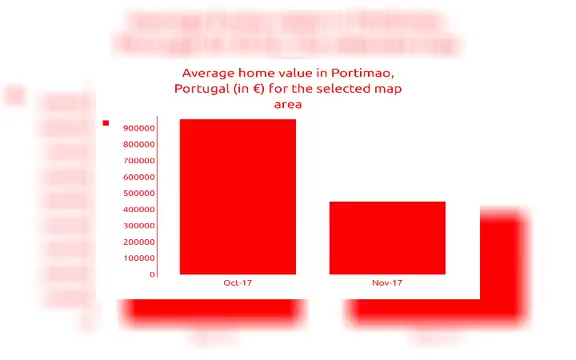 Average home value in Portimao,
Portugal (in €) for the selected map
area
900000
800000
700000
600000
500000
400000
300000
200000
100000
0
Oct-17
Nov-17